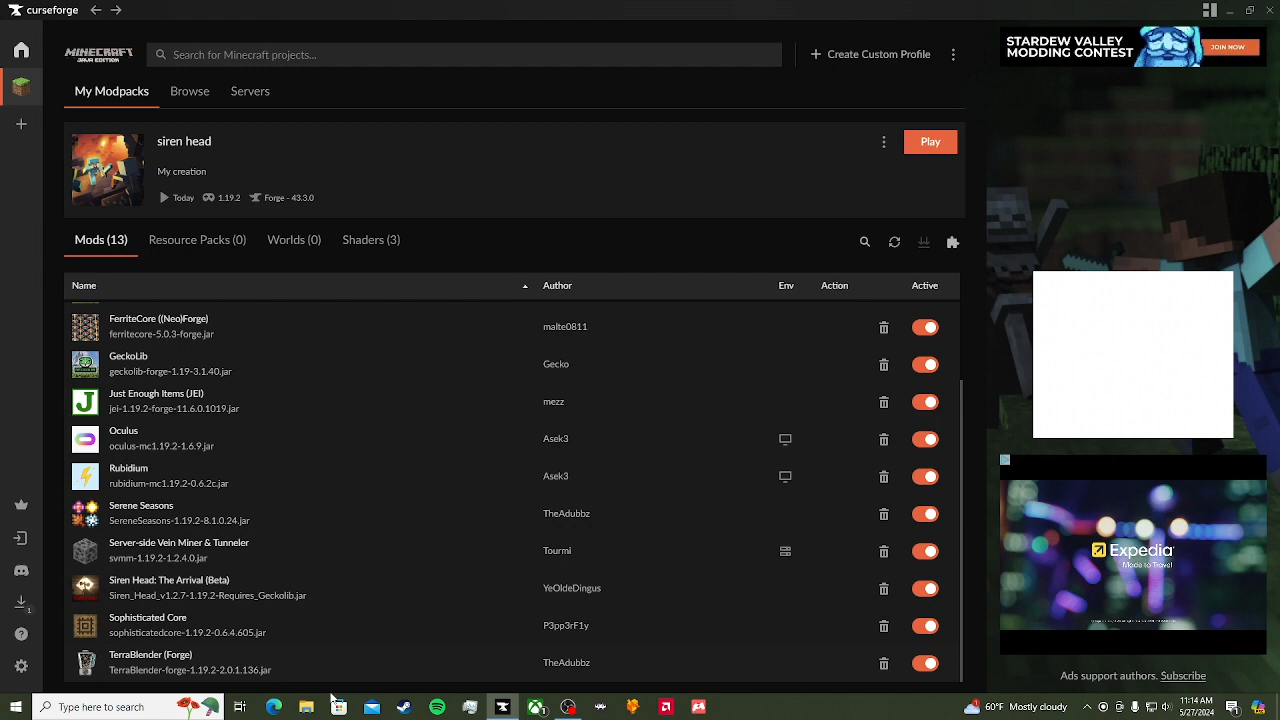 curseforge
MINECRAFT
JAVA EDITION
Search for Minecraft projects...
Create Custom Profile
STARDEW VALLEY
MODDING CONTEST
JOIN NOW
My Modpacks
Browse
Servers
siren head
Play
My creation
Today
1.19.2
Forge - 43.3.0
Mods (13)
Resource Packs (0)
Worlds (0)
Shaders (3)
Name
Author
Env
Action
Active
FerriteCore ((Neo)Forge)
ferritecore-5.0.3-forge.jar
malte0811
GeckoLib
geckolib-forge-1.19-3.1.40.jar
Gecko
Just Enough Items (JEI)
jei-1.19.2-forge-11.6.0.1019.jar
mezz
Oculus
oculus-mc1.19.2-1.6.9.jar
Asek3
Rubidium
rubidium-mc1.19.2-0.6.2c.jar
Asek3
Serene Seasons
SereneSeasons-1.19.2-8.1.0.24.jar
TheAdubbz
Server-side Vein Miner & Tunneler
svmm-1.19.2-1.2.4.0.jar
Tourmi
Siren Head: The Arrival (Beta)
Siren_Head_v1.2.7-1.19.2-Requires_Geckolib.jar
YeOldeDingus
Sophisticated Core
sophisticatedcore-1.19.2-0.6.4.605.jar
P3pp3rF1y
TerraBlender (Forge)
TerraBlender-forge-1.19.2-2.0.1.136.jar
TheAdubbz
Expedia
Made to Travel
Ads support authors. Subscribe
Type here to search
60°F Cloudy
11:14 AM
5/27/2024